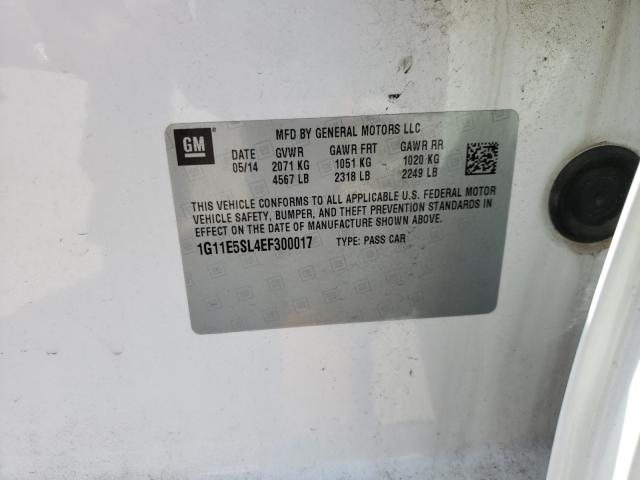 GM
MFD BY GENERAL MOTORS LLC
DATE GVWR GAWR FRT GAWR RR
05/14 2071 KG 1051 KG 1020 KG
4567 LB 2318 LB 2249 LB
THIS VEHICLE CONFORMS TO ALL APPLICABLE U.S. FEDERAL MOTOR
VEHICLE SAFETY, BUMPER, AND THEFT PREVENTION STANDARDS IN
EFFECT ON THE DATE OF MANUFACTURE SHOWN ABOVE.
1G11E5SL4EF300017 TYPE: PASS CAR